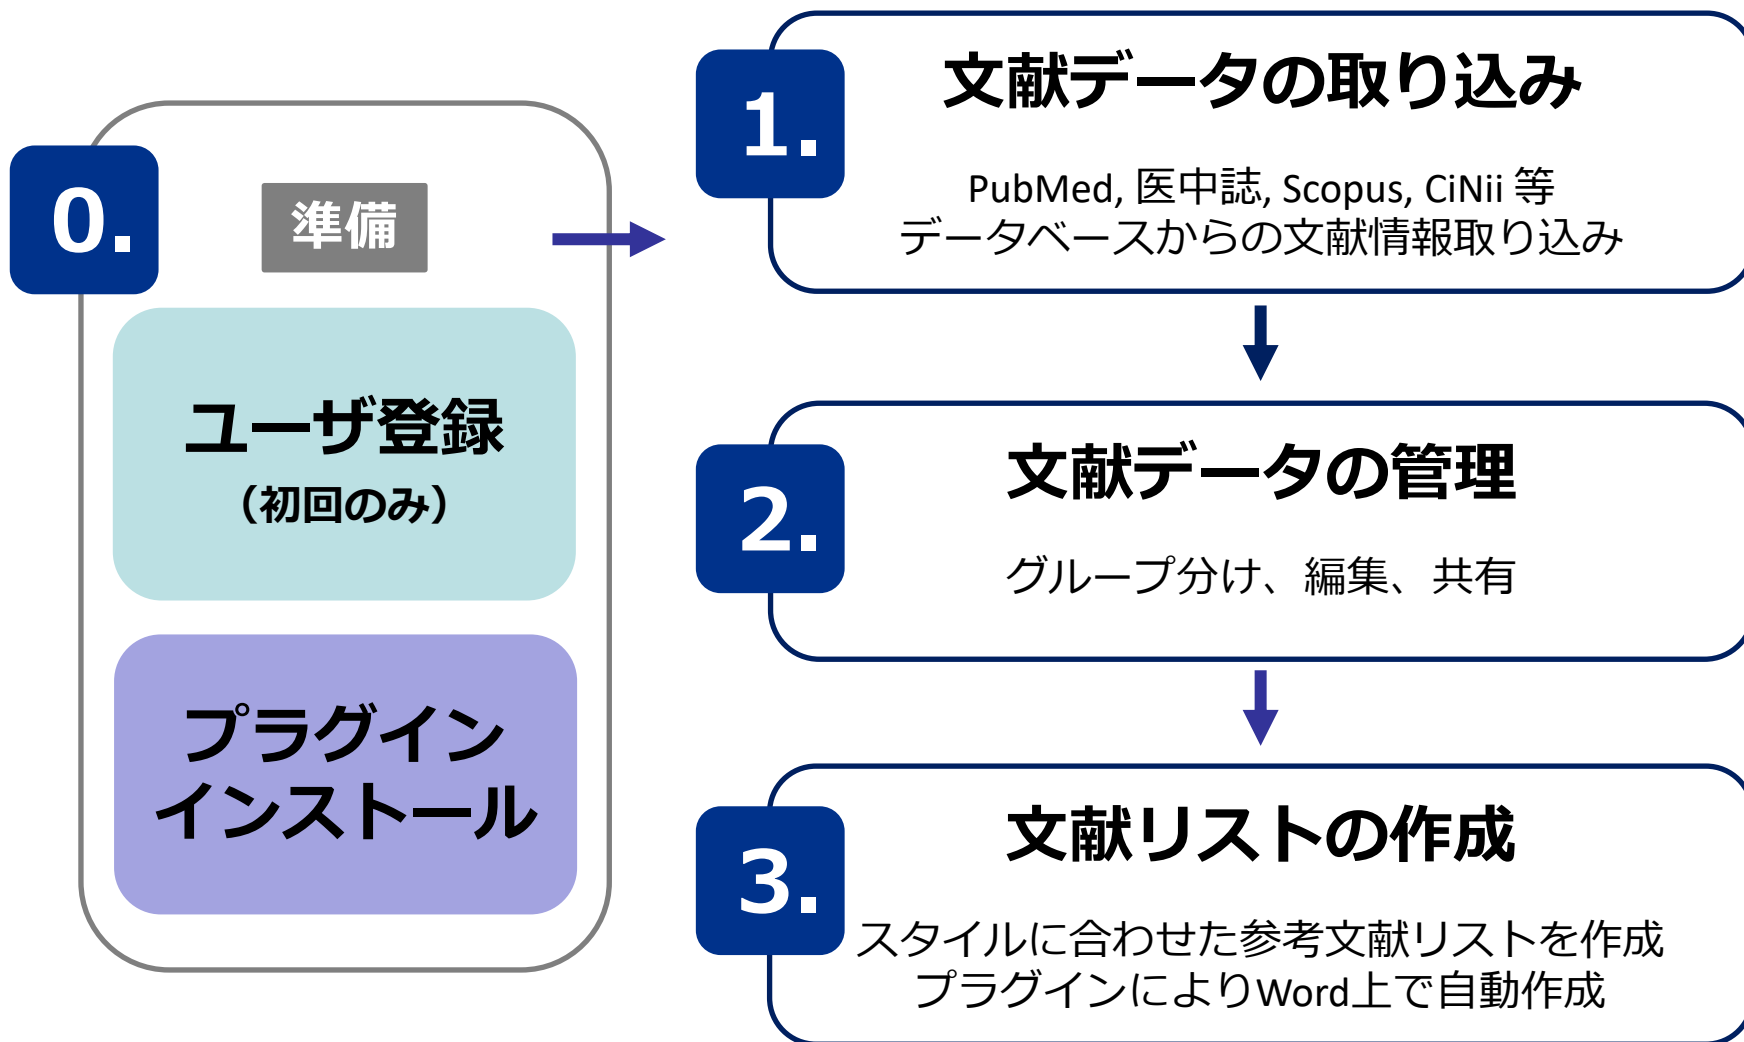 0.
準備
ユーザ登録
（初回のみ）
プラグイン
インストール
1.
文献データの取り込み
PubMed, 医中誌, Scopus, CiNii 等
データベースからの文献情報取り込み
2.
文献データの管理
グループ分け、編集、共有
3.
文献リストの作成
スタイルに合わせた参考文献リストを作成
プラグインによりWord上で自動作成